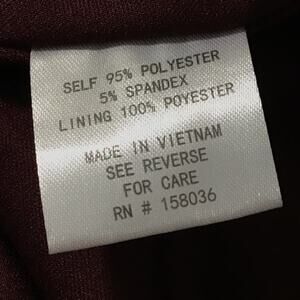 SELF 95% POLYESTER
5% SPANDEX
LINING 100% POYESTER
MADE IN VIETNAM
SEE REVERSE
FOR CARE
RN # 158036